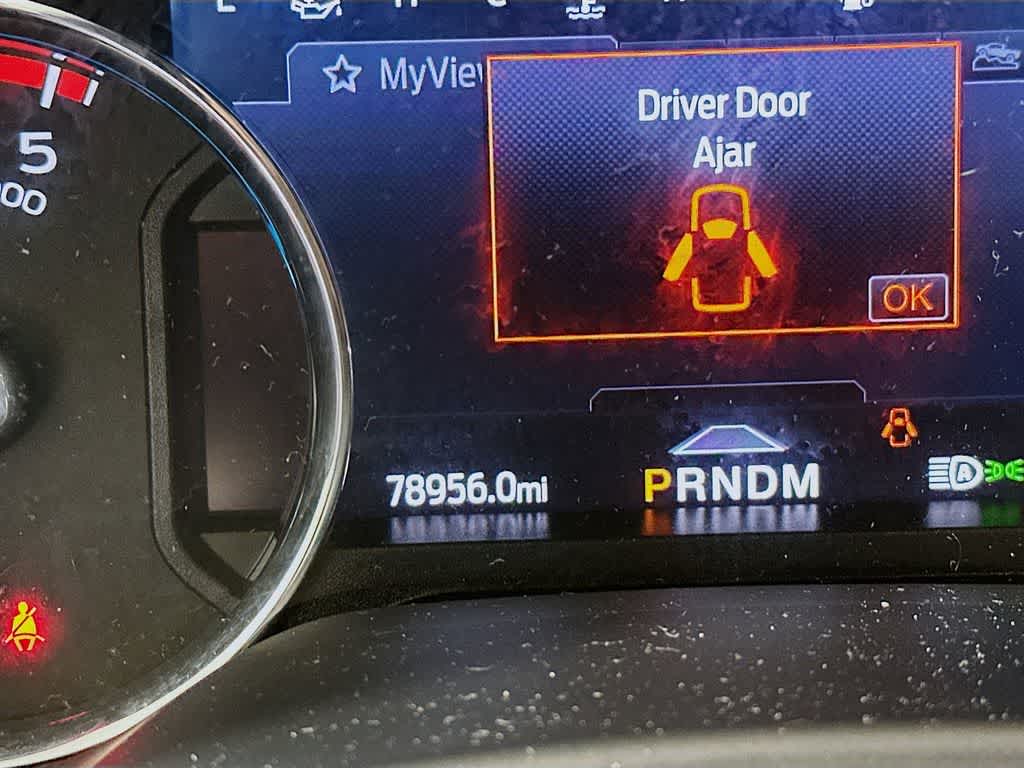 MyView
Driver Door
Ajar
OK
5
78956.0mi
PRNDM
A